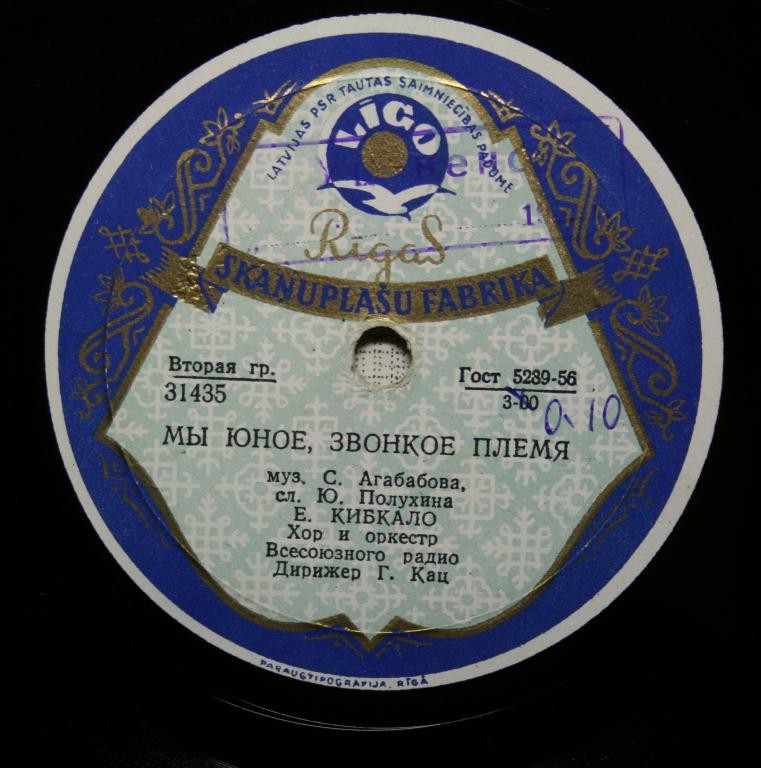 LATVIJAS PSR TAUTAS SAIMNIECĪBAS PADOME
LĪGO
Rīgas
SKAŅUPLAŠU FABRIKA
Вторая гр.
31435
Гост 5289-56
3-00
0-10
МЫ ЮНОЕ, ЗВОНКОЕ ПЛЕМЯ
муз. С. Агабабова,
сл. Ю. Полухина
Е. КИБКАЛО
Хор и оркестр
Всесоюзного радио
Дирижер Г. Кац
PARAUGTIPOGRAFIJA, RĪGĀ